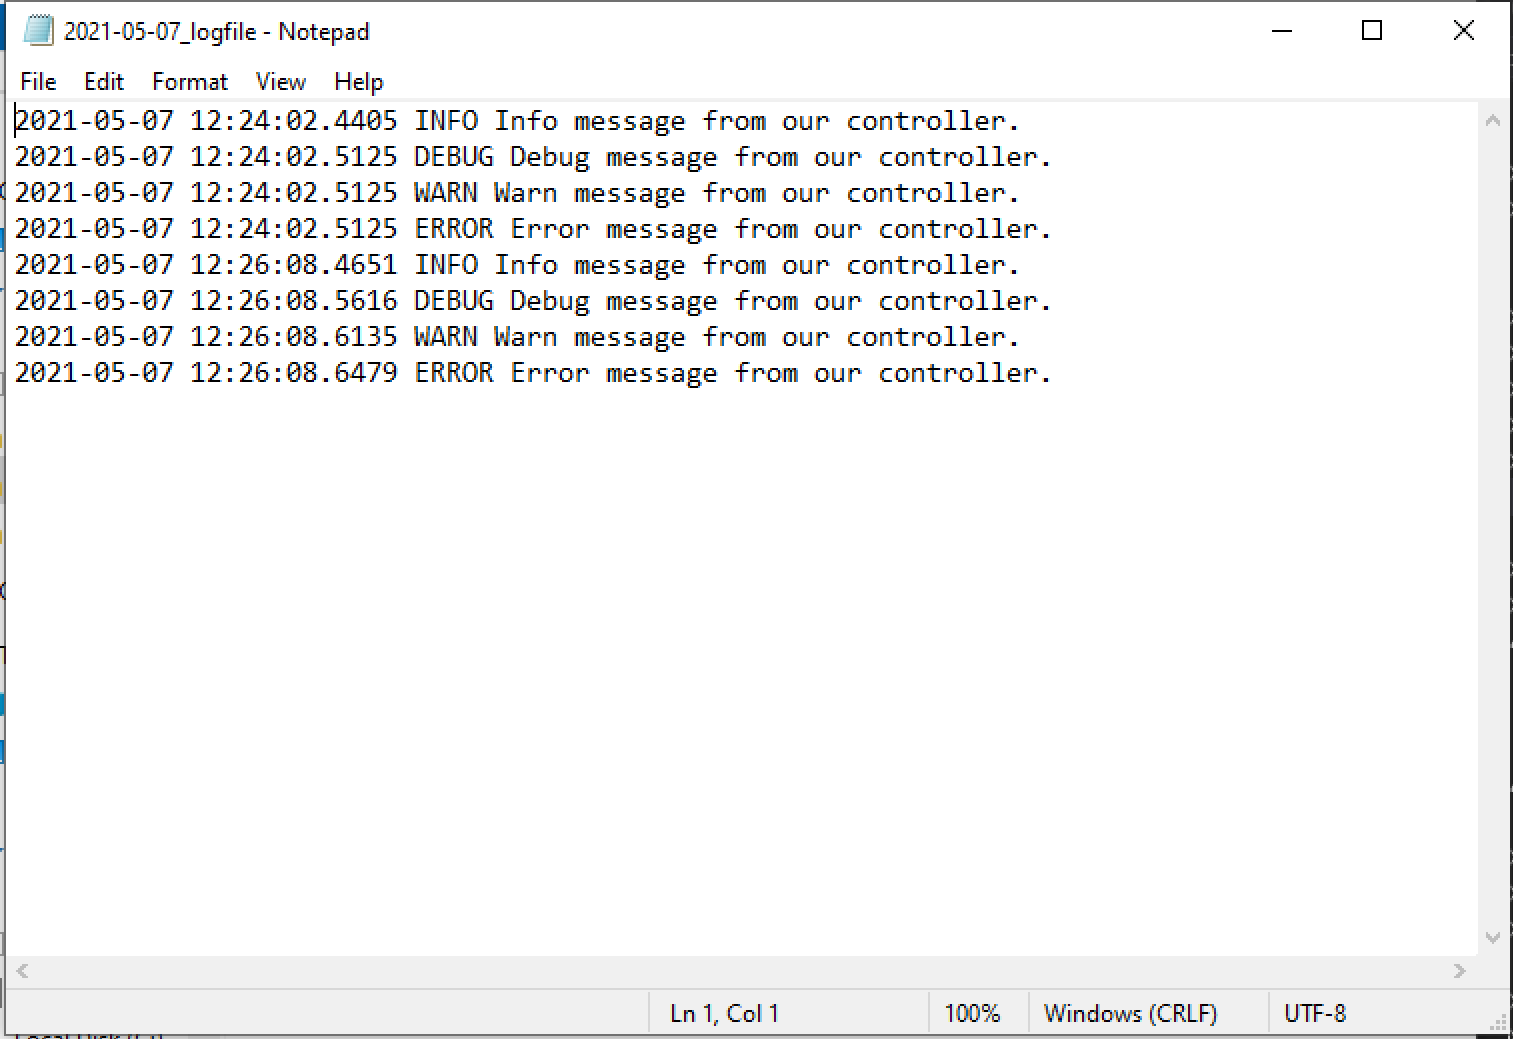 2021-05-07_logfile - Notepad
File Edit Format View Help
2021-05-07 12:24:02.4405 INFO Info message from our controller.
2021-05-07 12:24:02.5125 DEBUG Debug message from our controller.
2021-05-07 12:24:02.5125 WARN Warn message from our controller.
2021-05-07 12:24:02.5125 ERROR Error message from our controller.
2021-05-07 12:26:08.4651 INFO Info message from our controller.
2021-05-07 12:26:08.5616 DEBUG Debug message from our controller.
2021-05-07 12:26:08.6135 WARN Warn message from our controller.
2021-05-07 12:26:08.6479 ERROR Error message from our controller.
Ln 1, Col 1 100% Windows (CRLF) UTF-8